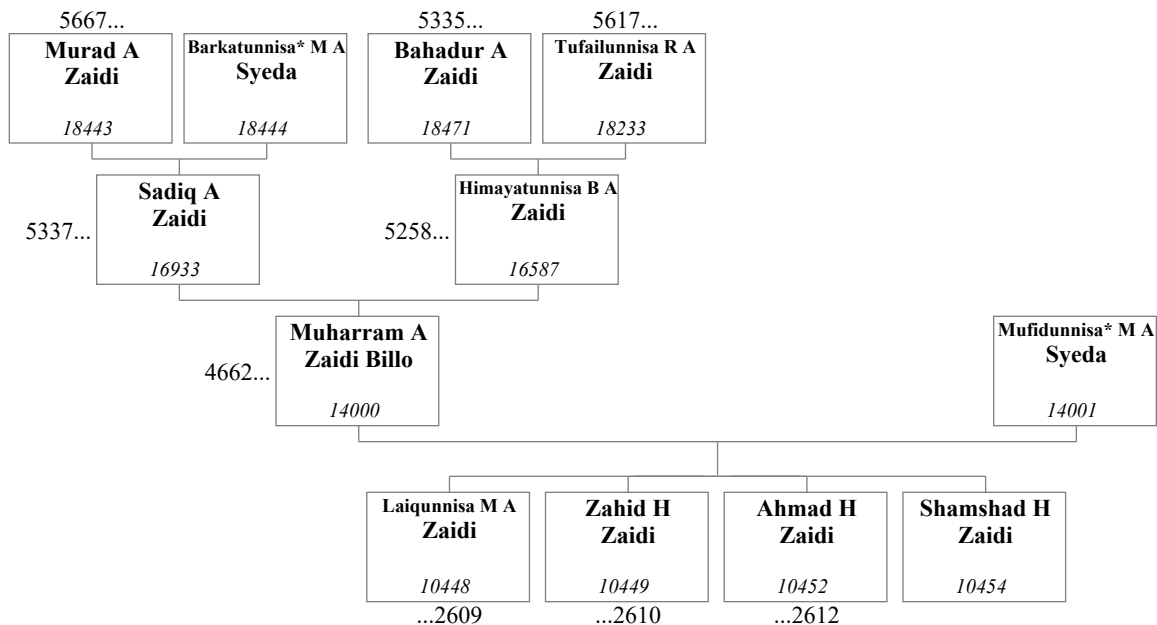 5667...
Murad A
Zaidi
18443
Barkatunnisa* M A
Syeda
18444
5335...
Bahadur A
Zaidi
18471
5617...
Tufailunnisa R A
Zaidi
18233
5337...
Sadiq A
Zaidi
16933
5258...
Himayatunnisa B A
Zaidi
16587
4662...
Muharram A
Zaidi Billo
14000
Mufidunnisa* M A
Syeda
14001
Laiqunnisa M A
Zaidi
10448
...2609
Zahid H
Zaidi
10449
...2610
Ahmad H
Zaidi
10452
...2612
Shamshad H
Zaidi
10454